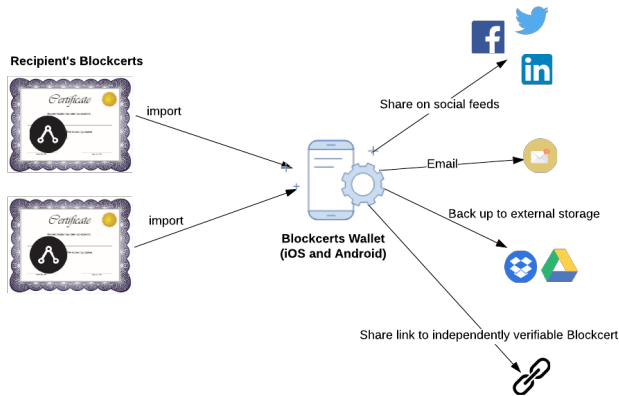 Recipient's Blockcerts
Certificate
import
Certificate
import
Blockcerts Wallet
(iOS and Android)
f
in
Share on social feeds
Email
Back up to external storage
Share link to independently verifiable Blockcert